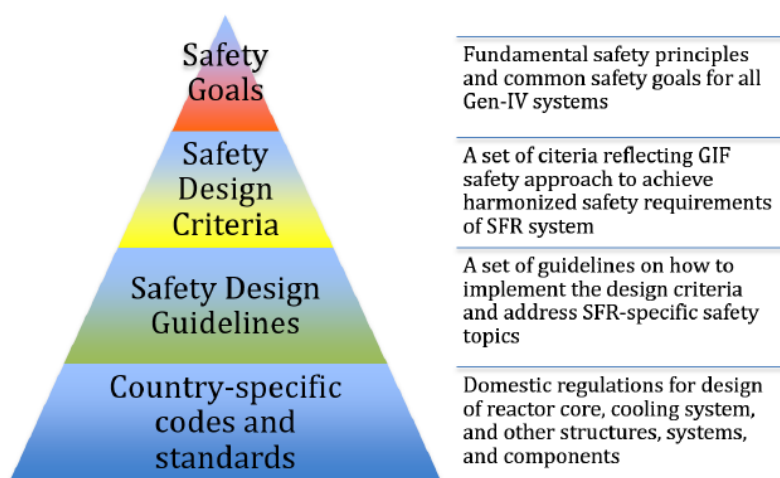 Safety
Goals
Fundamental safety principles
and common safety goals for all
Gen-IV systems
Safety
Design
Criteria
A set of citeria reflecting GIF
safety approach to achieve
harmonized safety requirements
of SFR system
Safety Design
Guidelines
A set of guidelines on how to
implement the design criteria
and address SFR-specific safety
topics
Country-specific
codes and
standards
Domestic regulations for design
of reactor core, cooling system,
and other structures, systems,
and components